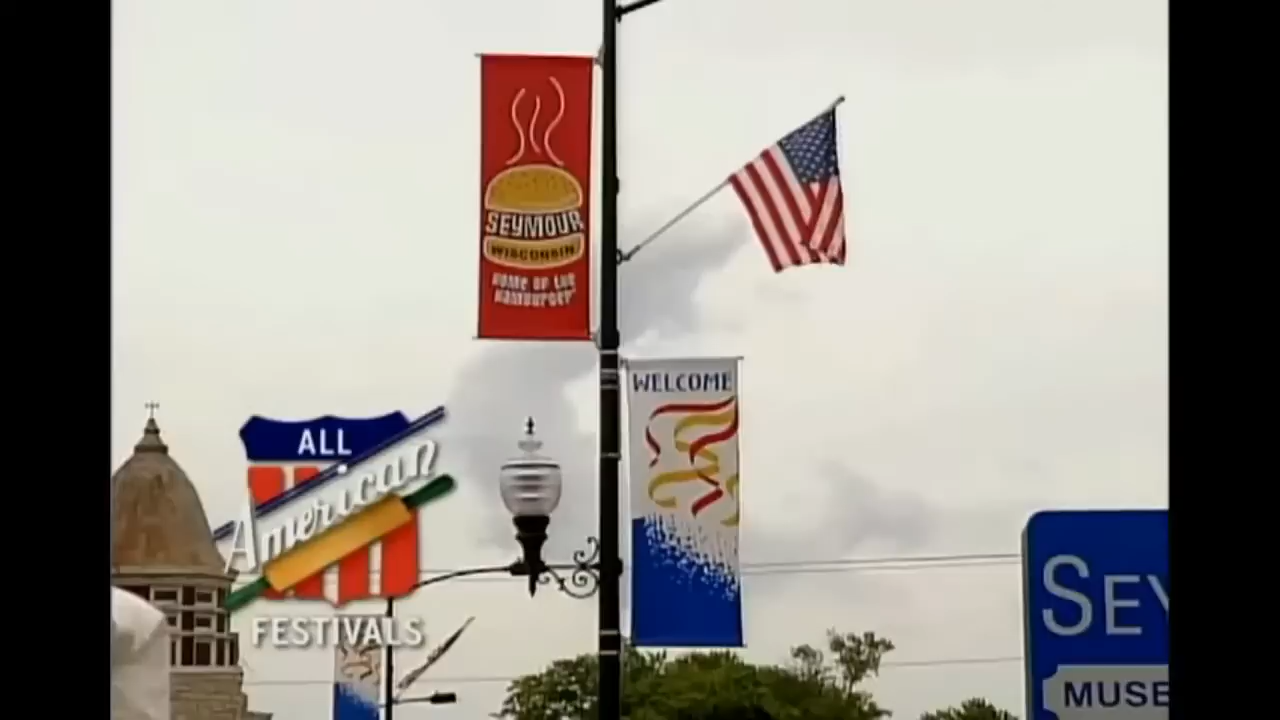 SEYMOUR
WISCONSIN
HOME OF THE
HAMBURGER
WELCOME
ALL
American
FESTIVALS
SEY
MUSE